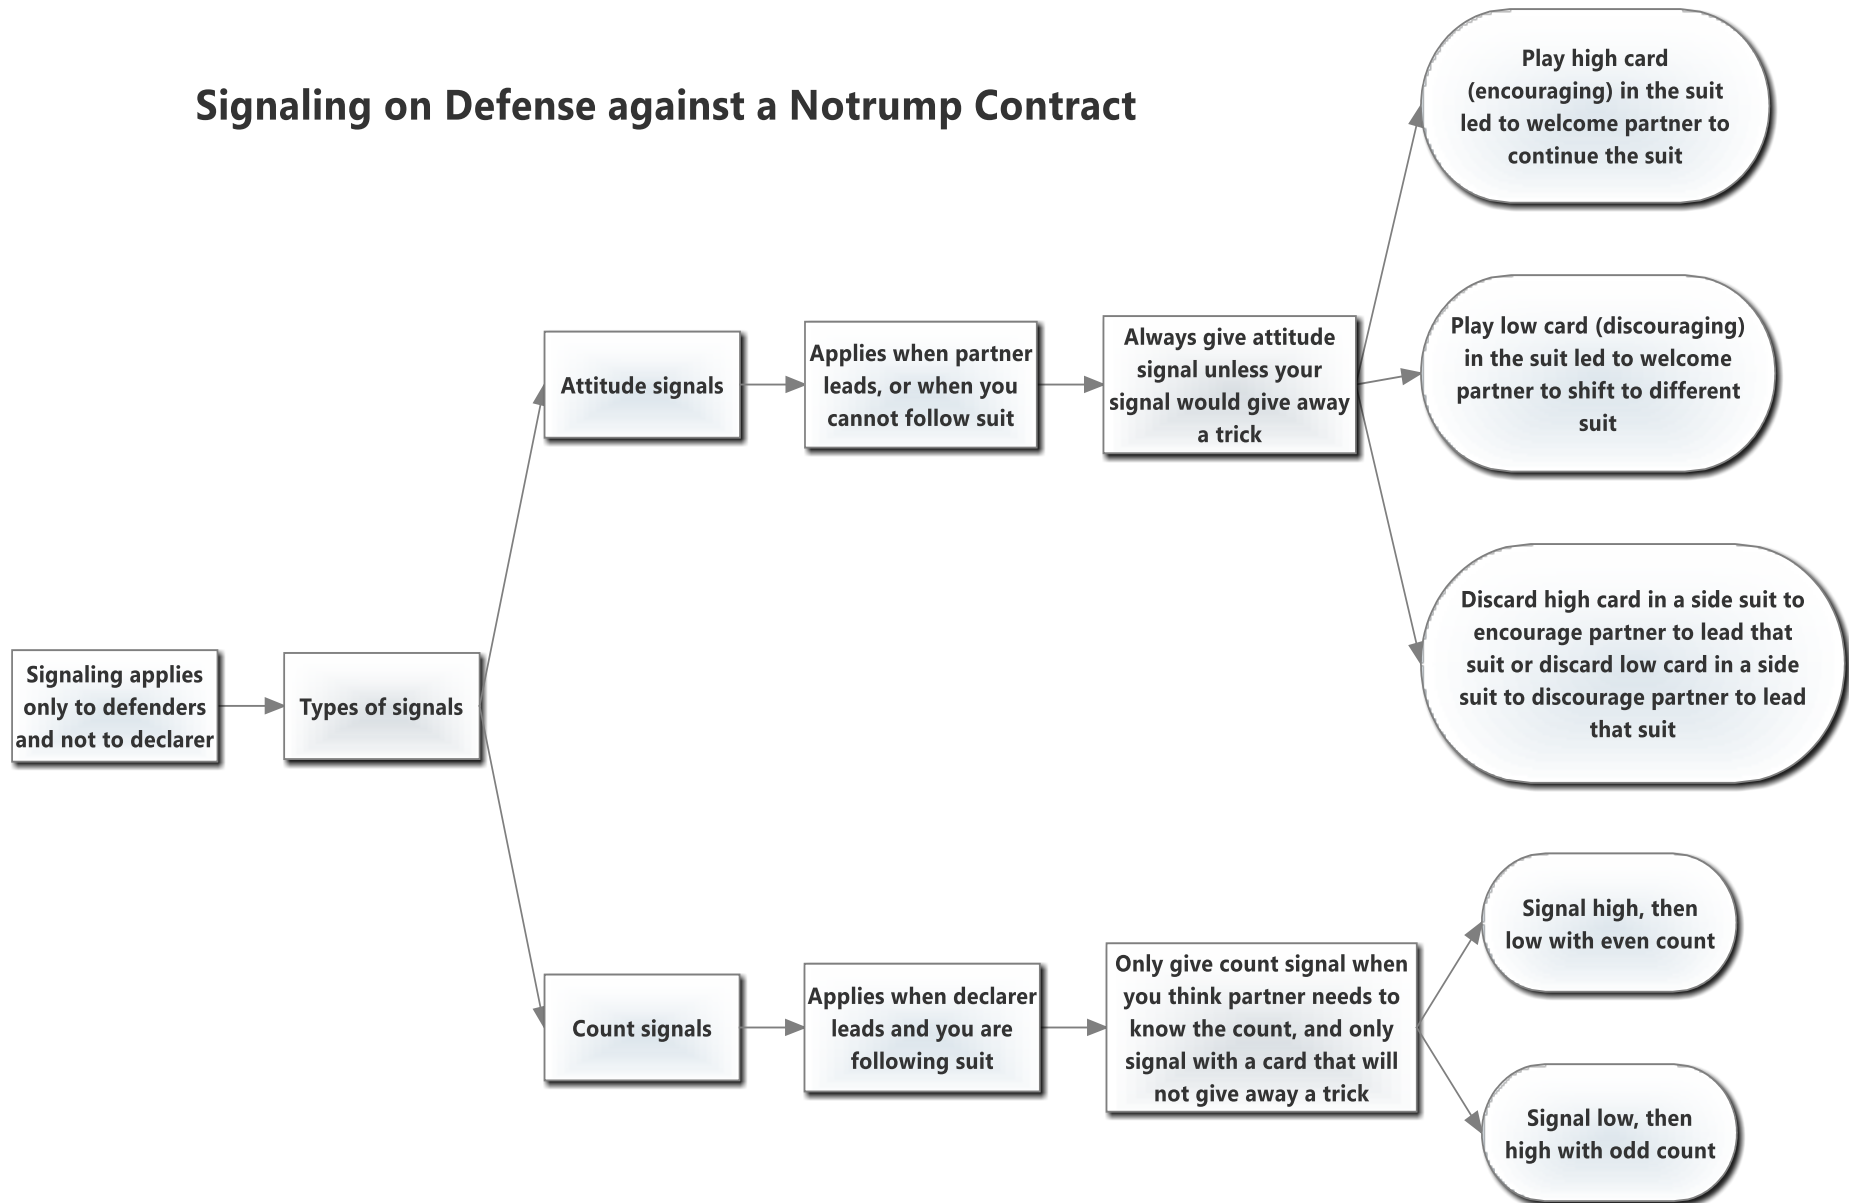 Signaling on Defense against a Notrump Contract
Signaling applies
only to defenders
and not to declarer
Types of signals
Attitude signals
Applies when partner
leads, or when you
cannot follow suit
Always give attitude
signal unless your
signal would give away
a trick
Play high card
(encouraging) in the suit
led to welcome partner to
continue the suit
Play low card (discouraging)
in the suit led to welcome
partner to shift to different
suit
Discard high card in a side suit to
encourage partner to lead that
suit or discard low card in a side
suit to discourage partner to lead
that suit
Count signals
Applies when declarer
leads and you are
following suit
Only give count signal when
you think partner needs to
know the count, and only
signal with a card that will
not give away a trick
Signal high, then
low with even count
Signal low, then
high with odd count